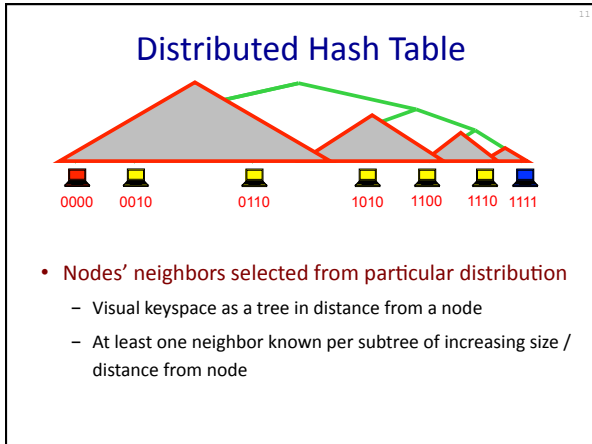 11
Distributed Hash Table
0000 0010 0110 1010 1100 1110 1111
• Nodes' neighbors selected from particular distribution
– Visual keyspace as a tree in distance from a node
– At least one neighbor known per subtree of increasing size /
distance from node